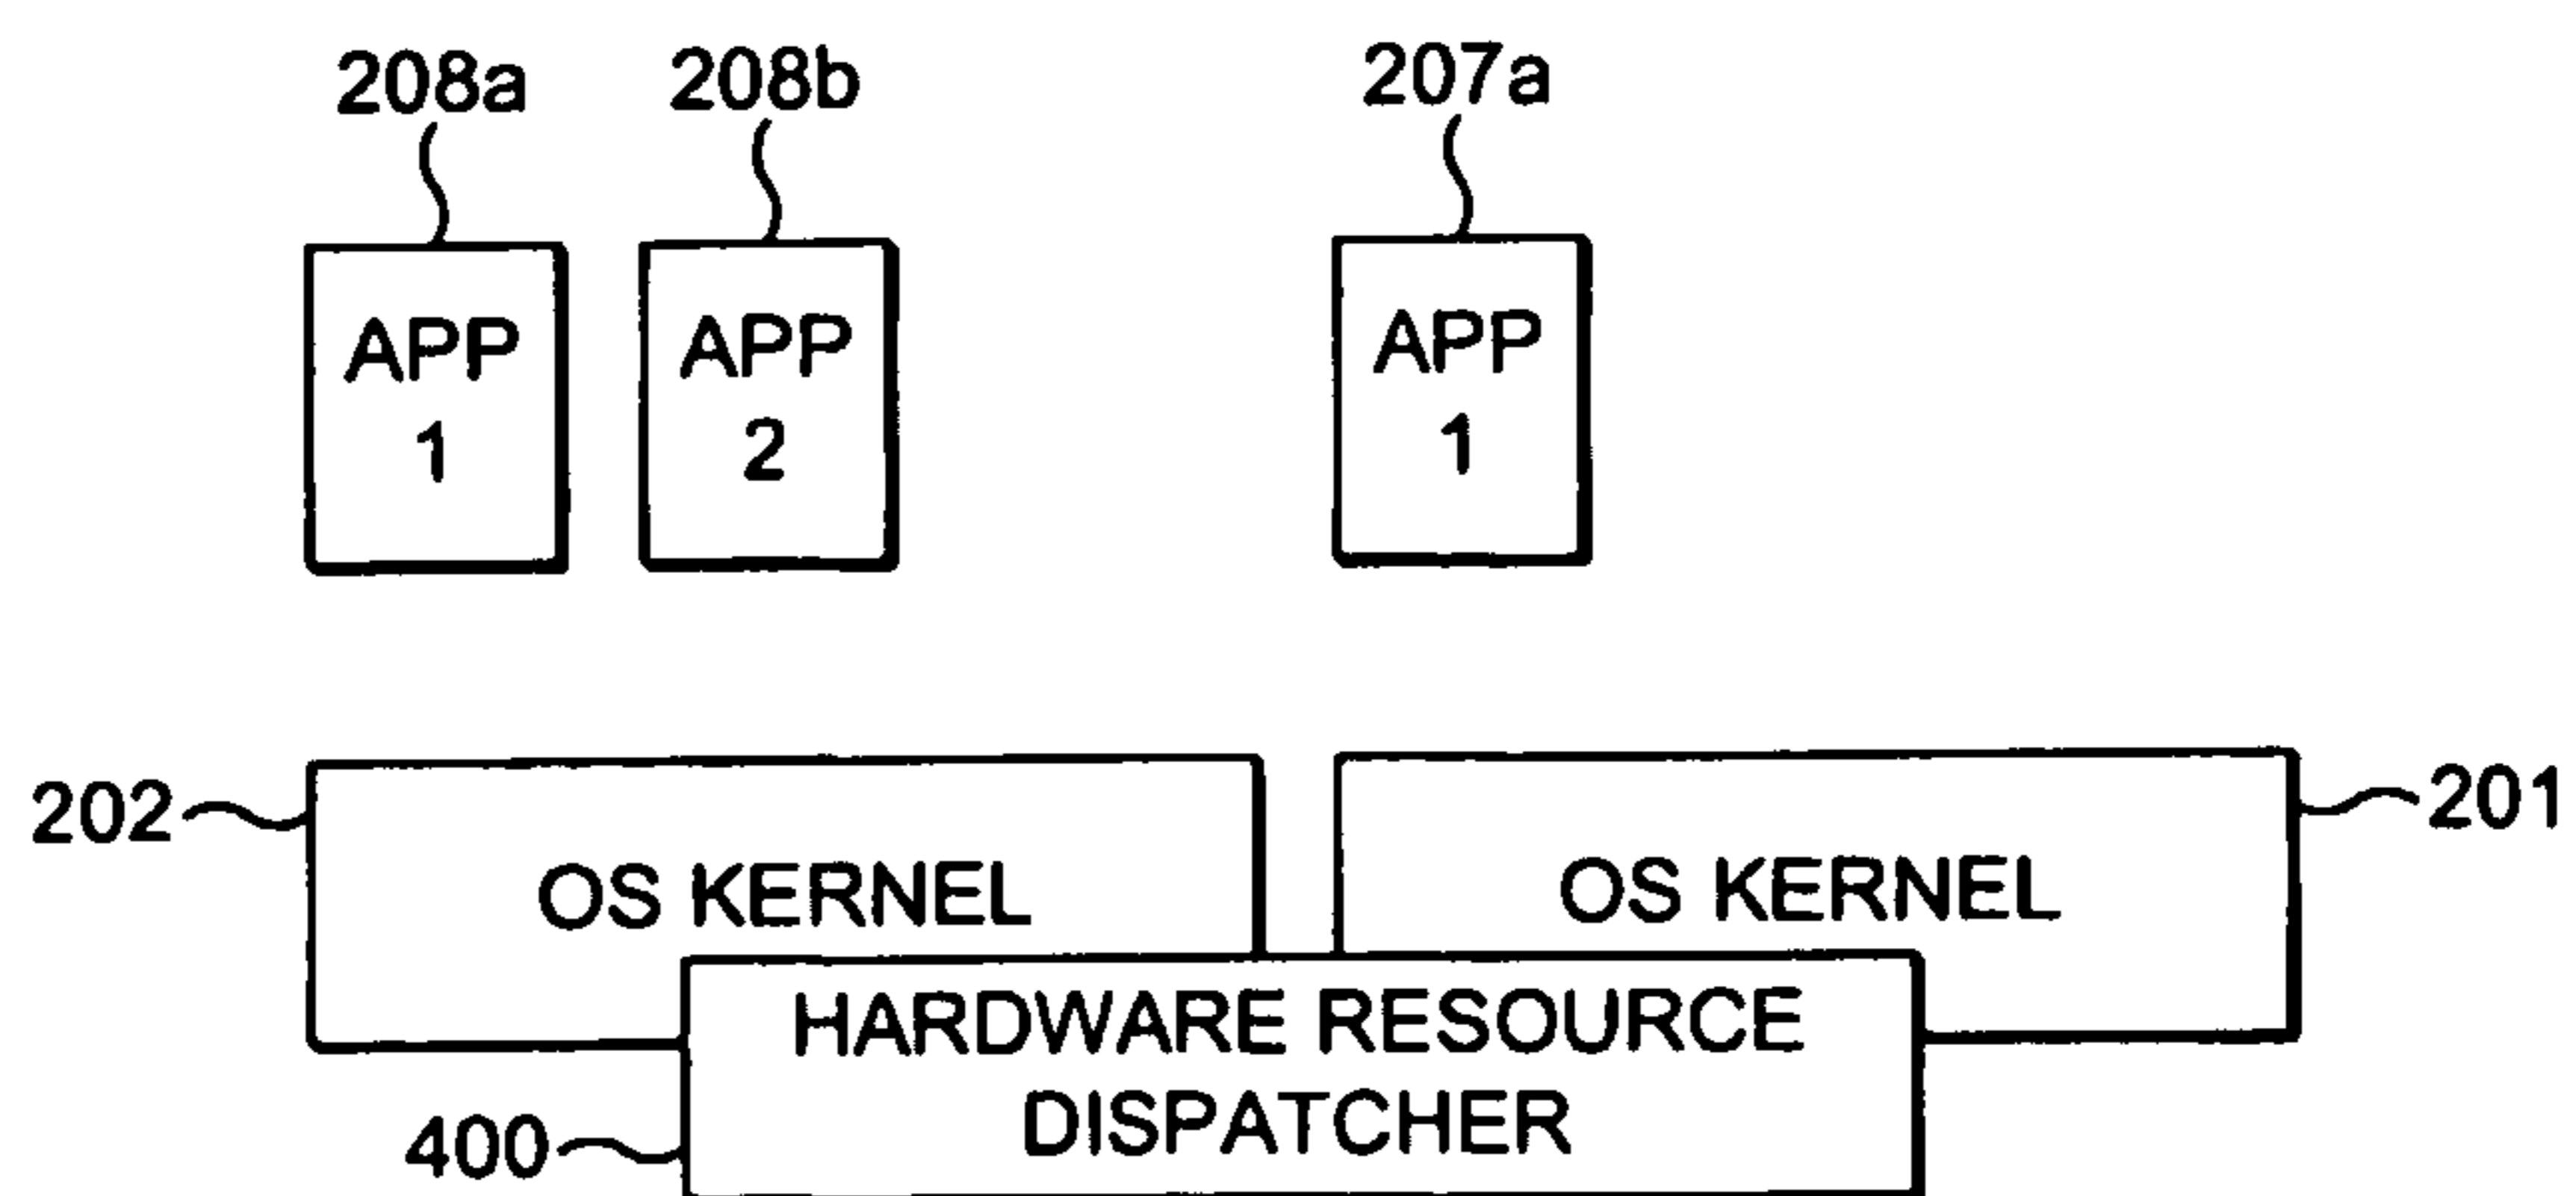 208a 208b 207a
APP
1
APP
2
APP
1
202
OS KERNEL
OS KERNEL
201
HARDWARE RESOURCE
DISPATCHER
400